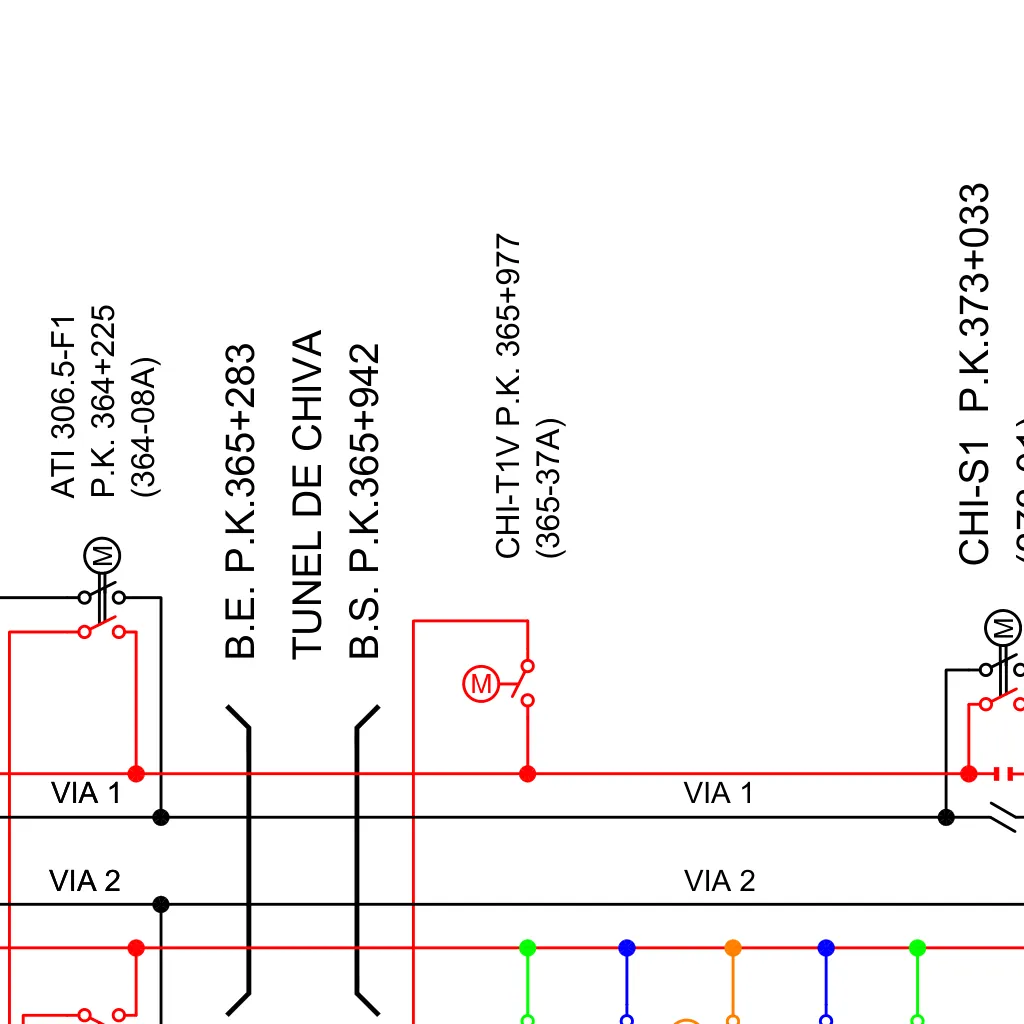 ATI 306.5-F1
P.K. 364+225
(364-08A)
B.E. P.K.365+283
TUNEL DE CHIVA
B.S. P.K.365+942
CHI-T1V P.K. 365+977
(365-37A)
CHI-S1 P.K.373+033
M
M
M
VIA 1
VIA 1
VIA 2
VIA 2